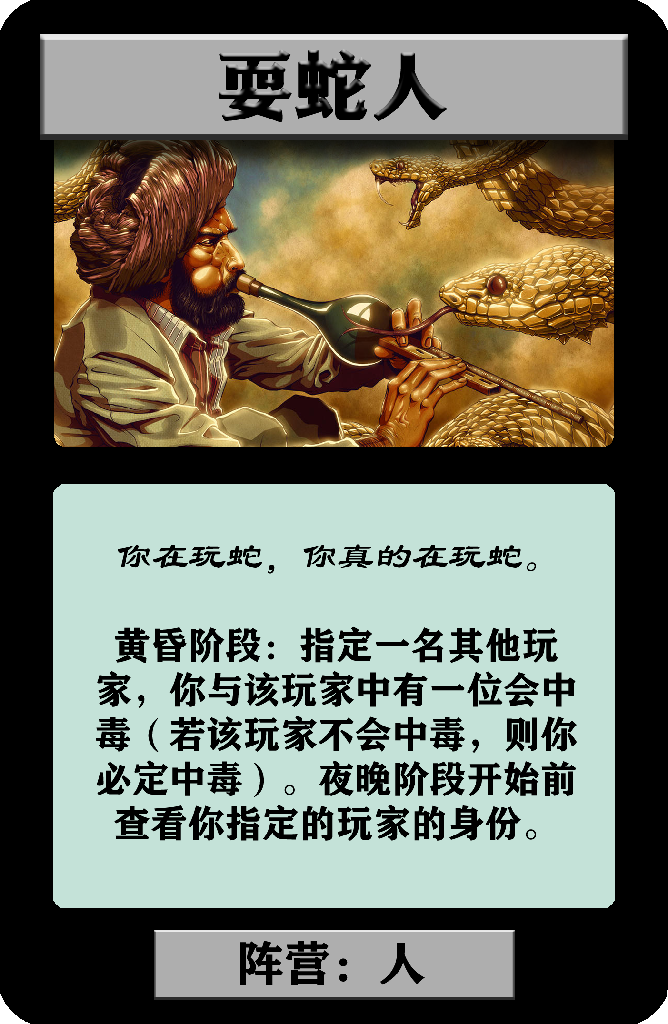 耍蛇人
你在玩蛇，你真的在玩蛇。
黄昏阶段：指定一名其他玩
家，你与该玩家中有一位会中
毒（若该玩家不会中毒，则你
必定中毒）。夜晚阶段开始前
查看你指定的玩家的身份。
阵营：人